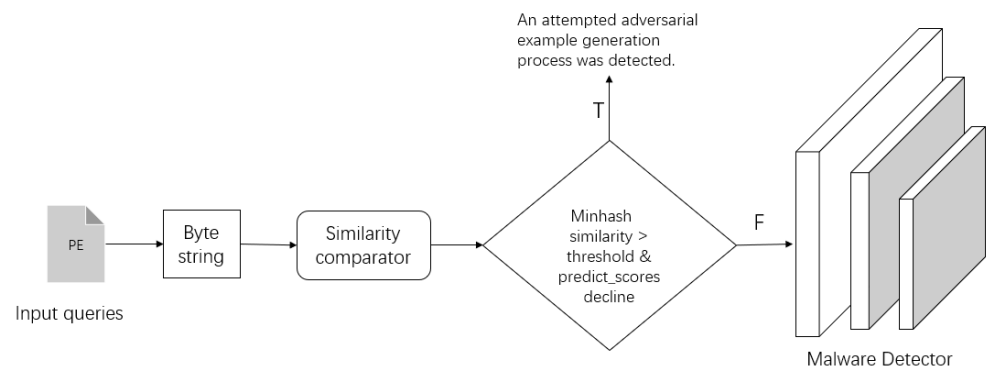 An attempted adversarial
example generation
process was detected.
T
PE
Input queries
Byte
string
Similarity
comparator
Minhash
similarity >
threshold &
predict_scores
decline
F
Malware Detector